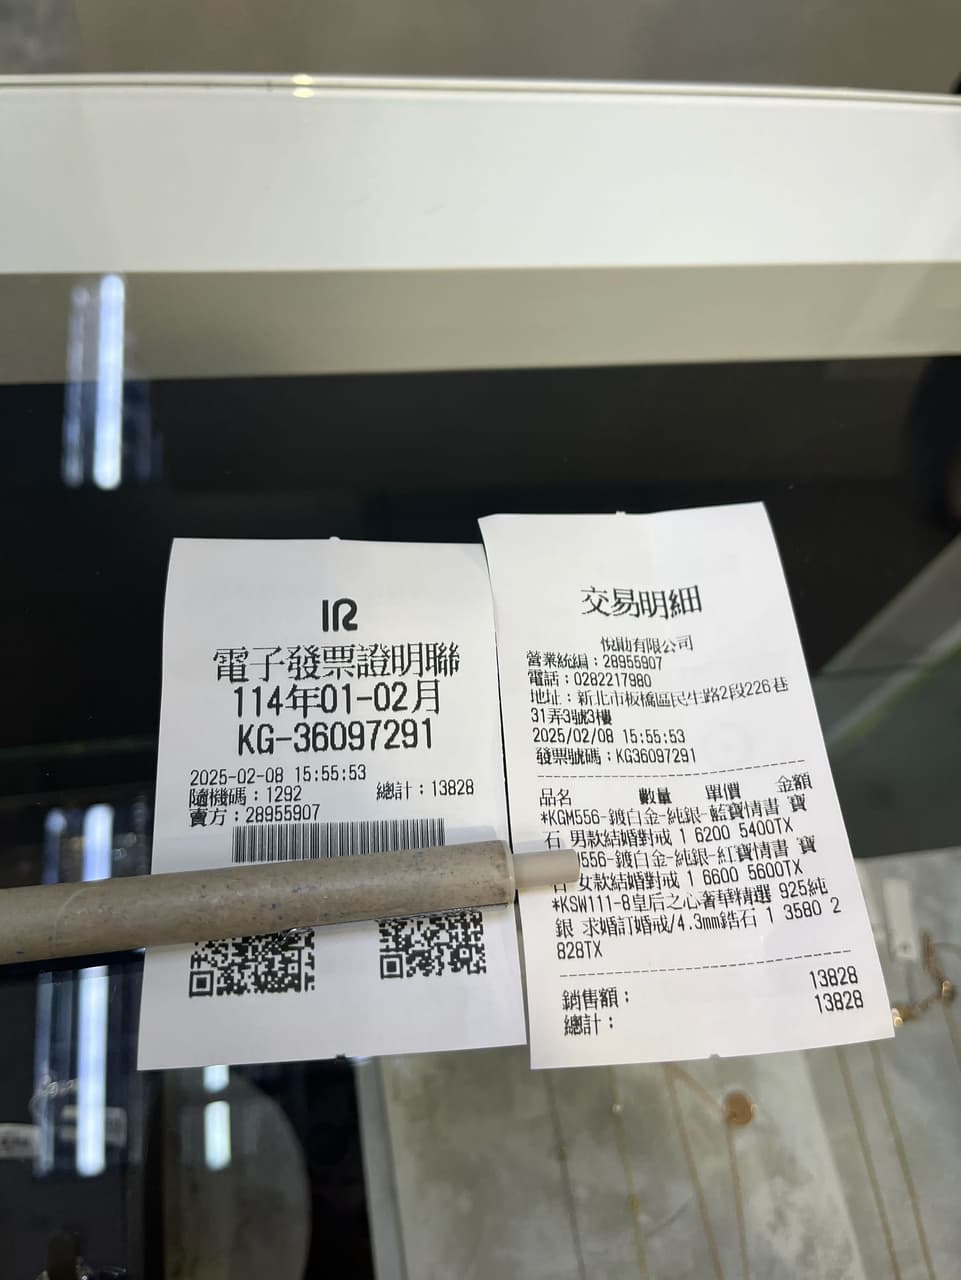 IR
電子發票證明聯
114年01-02月
KG-36097291
2025-02-08 15:55:53
隨機碼：1292 總計：13828
賣方：28955907
交易明細
悅勛有限公司
營業統編：28955907
電話：0282217980
地址：新北市板橋區民生路2段226巷
31弄3號3樓
2025/02/08 15:55:53
發票號碼：KG36097291
品名 數量 單價 金額
*KGM556-鍍白金-純銀-藍寶情書 寶
石 男款結婚對戒 1 6200 5400TX
556-鍍白金-純銀-紅寶情書 寶
女款結婚對戒 1 6600 5600TX
*KSW111-8皇后之心奢華精選 925純
銀 求婚訂婚戒/4.3mm鋯石 1 3580 2
828TX
銷售額： 13828
總計： 13828